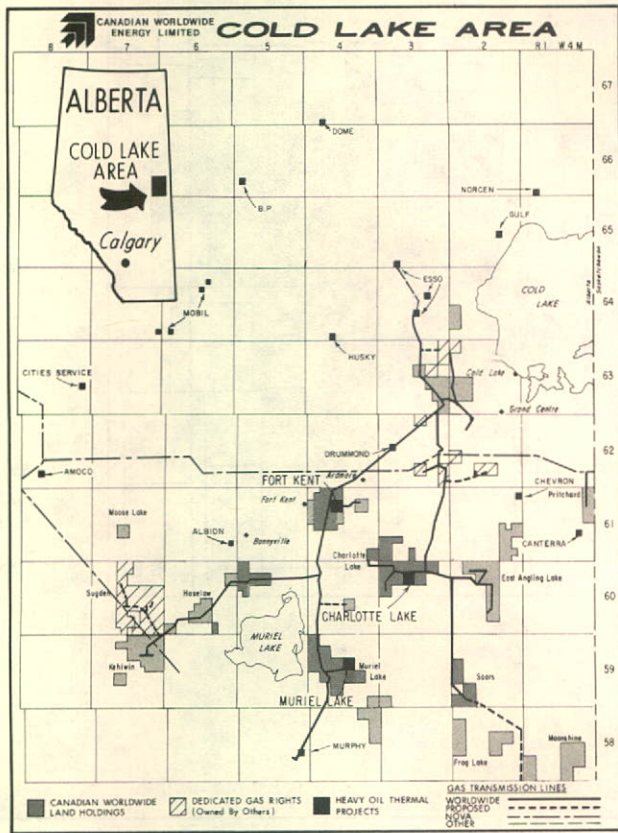 CANADIAN WORLDWIDE
ENERGY LIMITED
COLD LAKE AREA
8 7 6 5 4 3 2 R1 W4M
67
ALBERTA
DOME
COLD LAKE
AREA
66
B.P.
NORCEN
GULF
Calgary
65
ESSO
Alberta
Saskatchewan
COLD
LAKE
64
MOBIL
HUSKY
CITIES SERVICE
Cold Lake
63
Grand Centre
DRUMMOND
62
AMOCO
FORT KENT
Ardmore
CHEVRON
Pritchard
Moose Lake
Fort Kent
61
ALBION
Bonnyville
CANTERRA
Charlotte
Lake
East Angling Lake
Sugden
Haselow
60
CHARLOTTE LAKE
MURIEL
LAKE
Kehiwin
Muriel
Lake
Soars
59
MURIEL LAKE
Moonshine
Frog Lake
58
MURPHY
CANADIAN WORLDWIDE
LAND HOLDINGS
DEDICATED GAS RIGHTS
(Owned By Others)
HEAVY OIL THERMAL
PROJECTS
GAS TRANSMISSION LINES
WORLDWIDE
PROPOSED
NOVA
OTHER